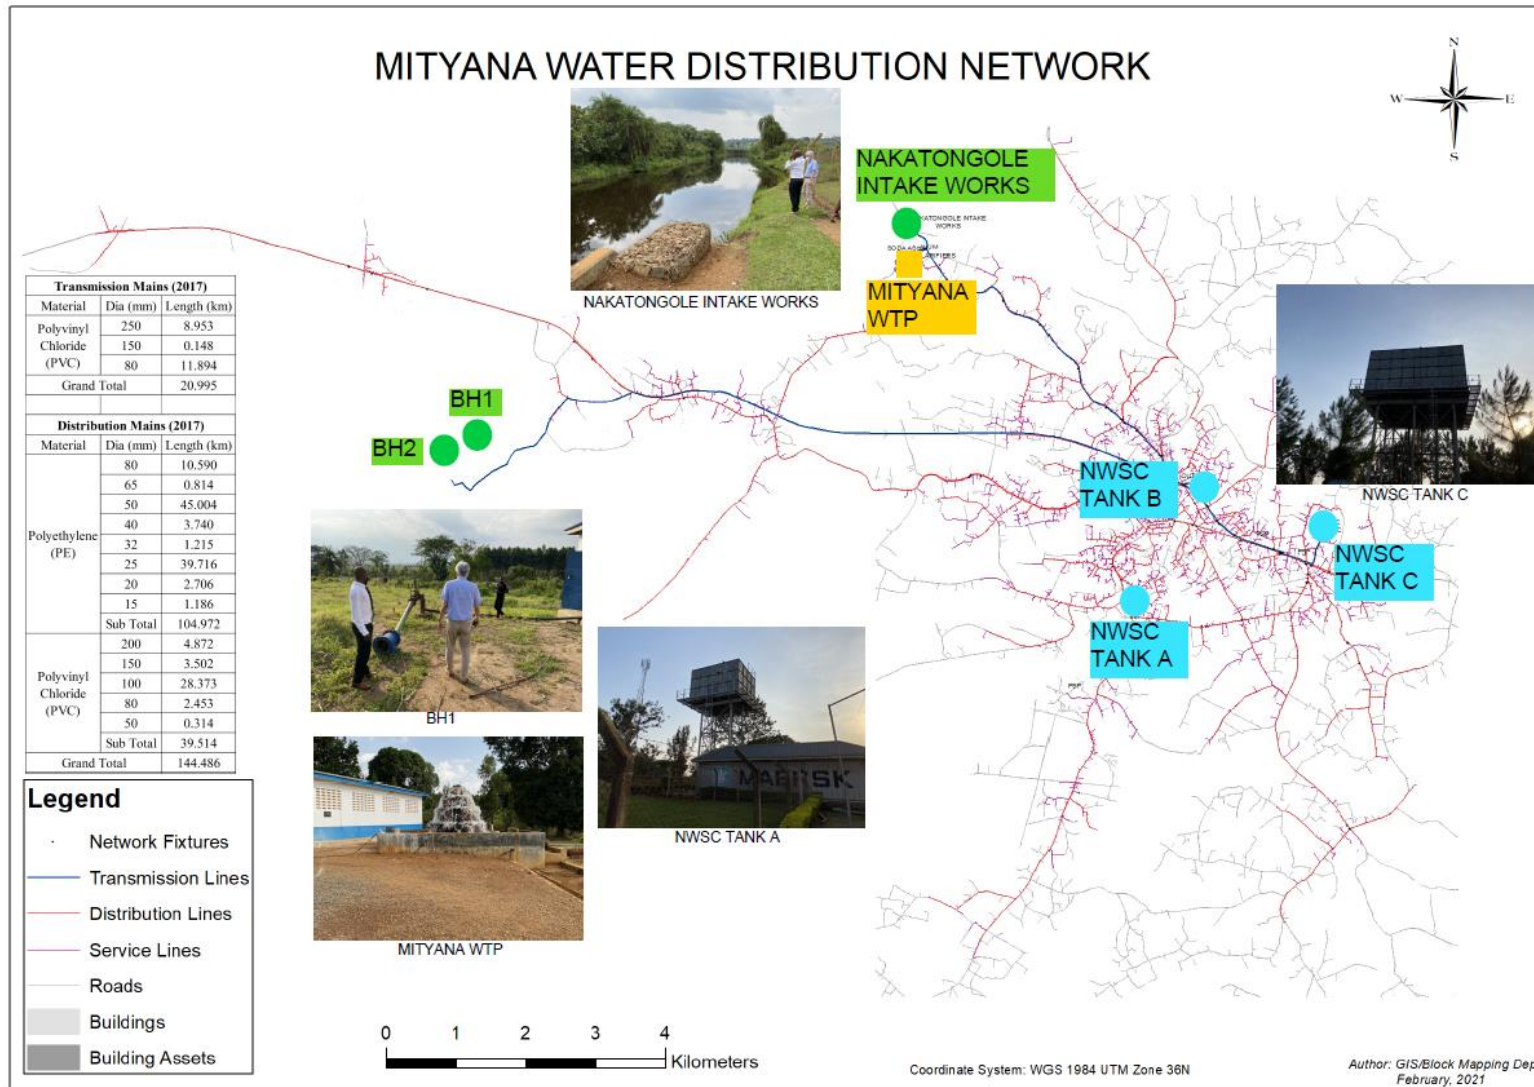 MITYANA WATER DISTRIBUTION NETWORK
N
W
E
S
NAKATONGOLE
INTAKE WORKS
KATONGOLE INTAKE
WORKS
SODA
MITYANA
WTP
NAKATONGOLE INTAKE WORKS
BH1
BH2
NWSC
TANK B
NWSC TANK C
NWSC
TANK C
NWSC
TANK A
Transmission Mains (2017)
Material Dia (mm) Length (km)
Polyvinyl Chloride (PVC) 250 8.953
150 0.148
80 11.894
Grand Total 20.995
Distribution Mains (2017)
Material Dia (mm) Length (km)
Polyethylene (PE) 80 10.590
65 0.814
50 45.004
40 3.740
32 1.215
25 39.716
20 2.706
15 1.186
Sub Total 104.972
Polyvinyl Chloride (PVC) 200 4.872
150 3.502
100 28.373
80 2.453
50 0.314
Sub Total 39.514
Grand Total 144.486
BH1
MAERSK
NWSC TANK A
MITYANA WTP
Legend
Network Fixtures
Transmission Lines
Distribution Lines
Service Lines
Roads
Buildings
Building Assets
0 1 2 3 4
Kilometers
Coordinate System: WGS 1984 UTM Zone 36N
Author: GIS/Block Mapping Dep
February, 2021